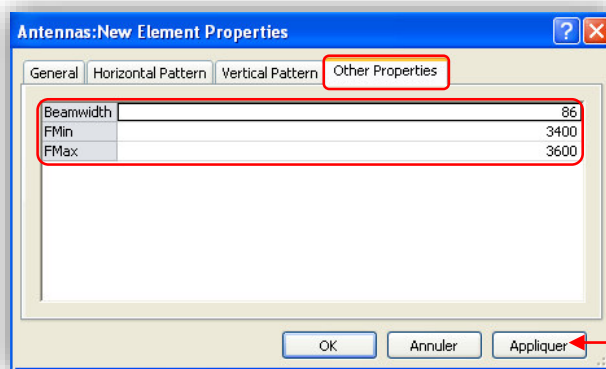 Antennas:New Element Properties
General Horizontal Pattern Vertical Pattern Other Properties
Beamwidth 86
FMin 3400
FMax 3600
OK Annuler Appliquer